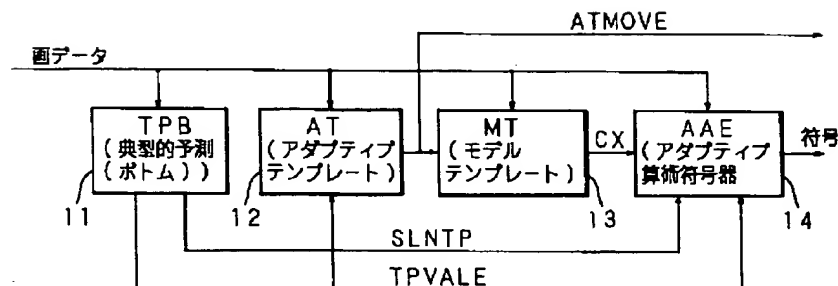 ATMOVE
画データ
TPB
(典型的予測
(ボトム))
11
AT
(アダプティブ
テンプレート)
12
MT
(モデル
テンプレート)
13
CX
AAE
(アダプティブ
算術符号器)
14
符号
SLNTP
TPVALE